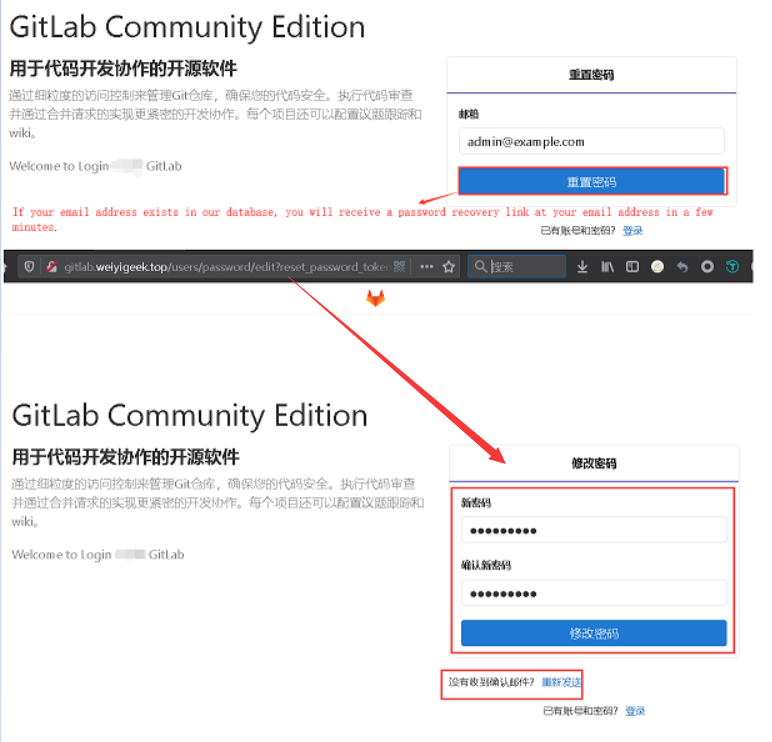 GitLab Community Edition
用于代码开发协作的开源软件
通过细粒度的访问控制来管理Git仓库，确保您的代码安全。执行代码审查
并通过合并请求的实现更紧密的开发协作。每个项目还可以配置议题跟踪和
wiki。
Welcome to Login GitLab
重置密码
邮箱
admin@example.com
重置密码
If your email address exists in our database, you will receive a password recovery link at your email address in a few
minutes.
已有账号和密码？ 登录
gitlab.weiyigeek.top/users/password/edit?reset_password_token
搜索
GitLab Community Edition
用于代码开发协作的开源软件
通过细粒度的访问控制来管理Git仓库，确保您的代码安全。执行代码审查
并通过合并请求的实现更紧密的开发协作。每个项目还可以配置议题跟踪和
wiki。
Welcome to Login GitLab
修改密码
新密码
●●●●●●●●●
确认新密码
●●●●●●●●●
修改密码
没有收到确认邮件？ 重新发送
已有账号和密码？ 登录